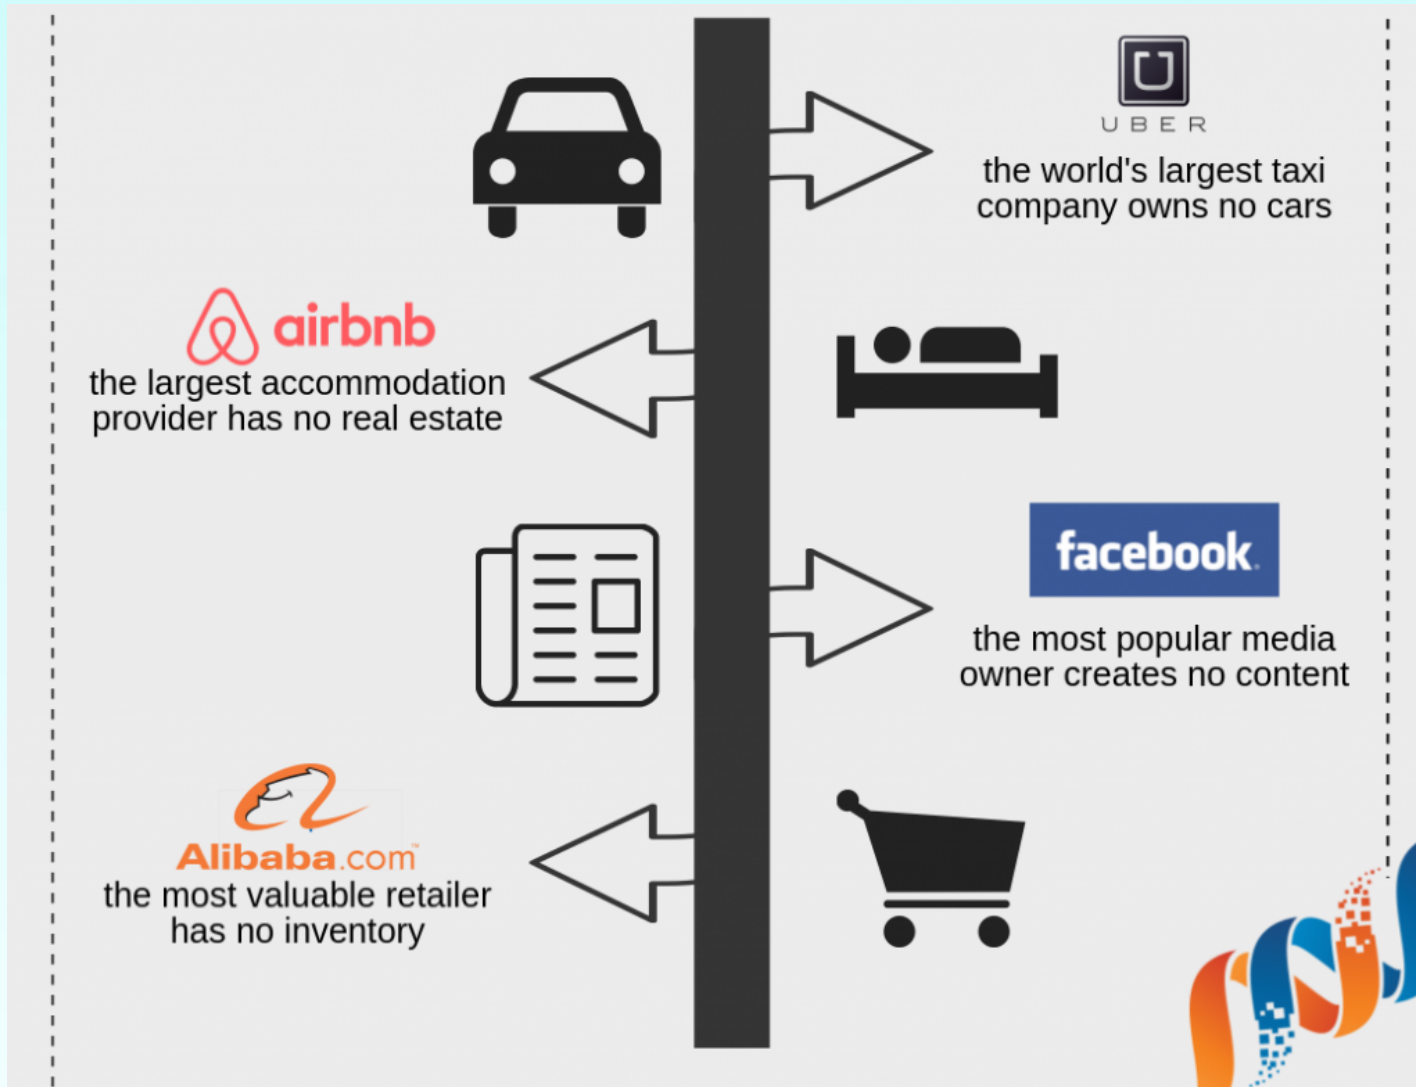 UBER
the world's largest taxi
company owns no cars
airbnb
the largest accommodation
provider has no real estate
facebook.
the most popular media
owner creates no content
Alibaba.com™
the most valuable retailer
has no inventory